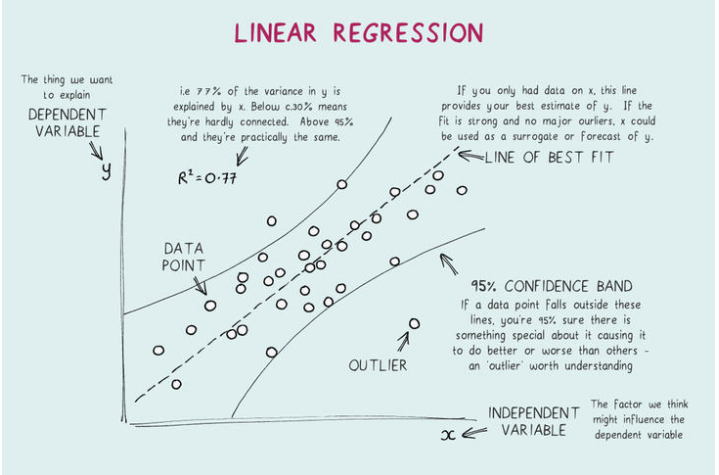 LINEAR REGRESSION
The thing we want
to explain
DEPENDENT
VARIABLE
y
i.e 77% of the variance in y is
explained by x. Below c.30% means
they're hardly connected. Above 95%
and they're practically the same.
R²=0.77
If you only had data on x, this line
provides your best estimate of y. If the
fit is strong and no major ourliers, x could
be used as a surrogate or forecast of y.
LINE OF BEST FIT
DATA
POINT
95% CONFIDENCE BAND
If a data point falls outside these
lines, you're 95% sure there is
something special about it causing it
to do better or worse than others -
an 'outlier' worth understanding
OUTLIER
INDEPENDENT
VARIABLE
x
The factor we think
might influence the
dependent variable